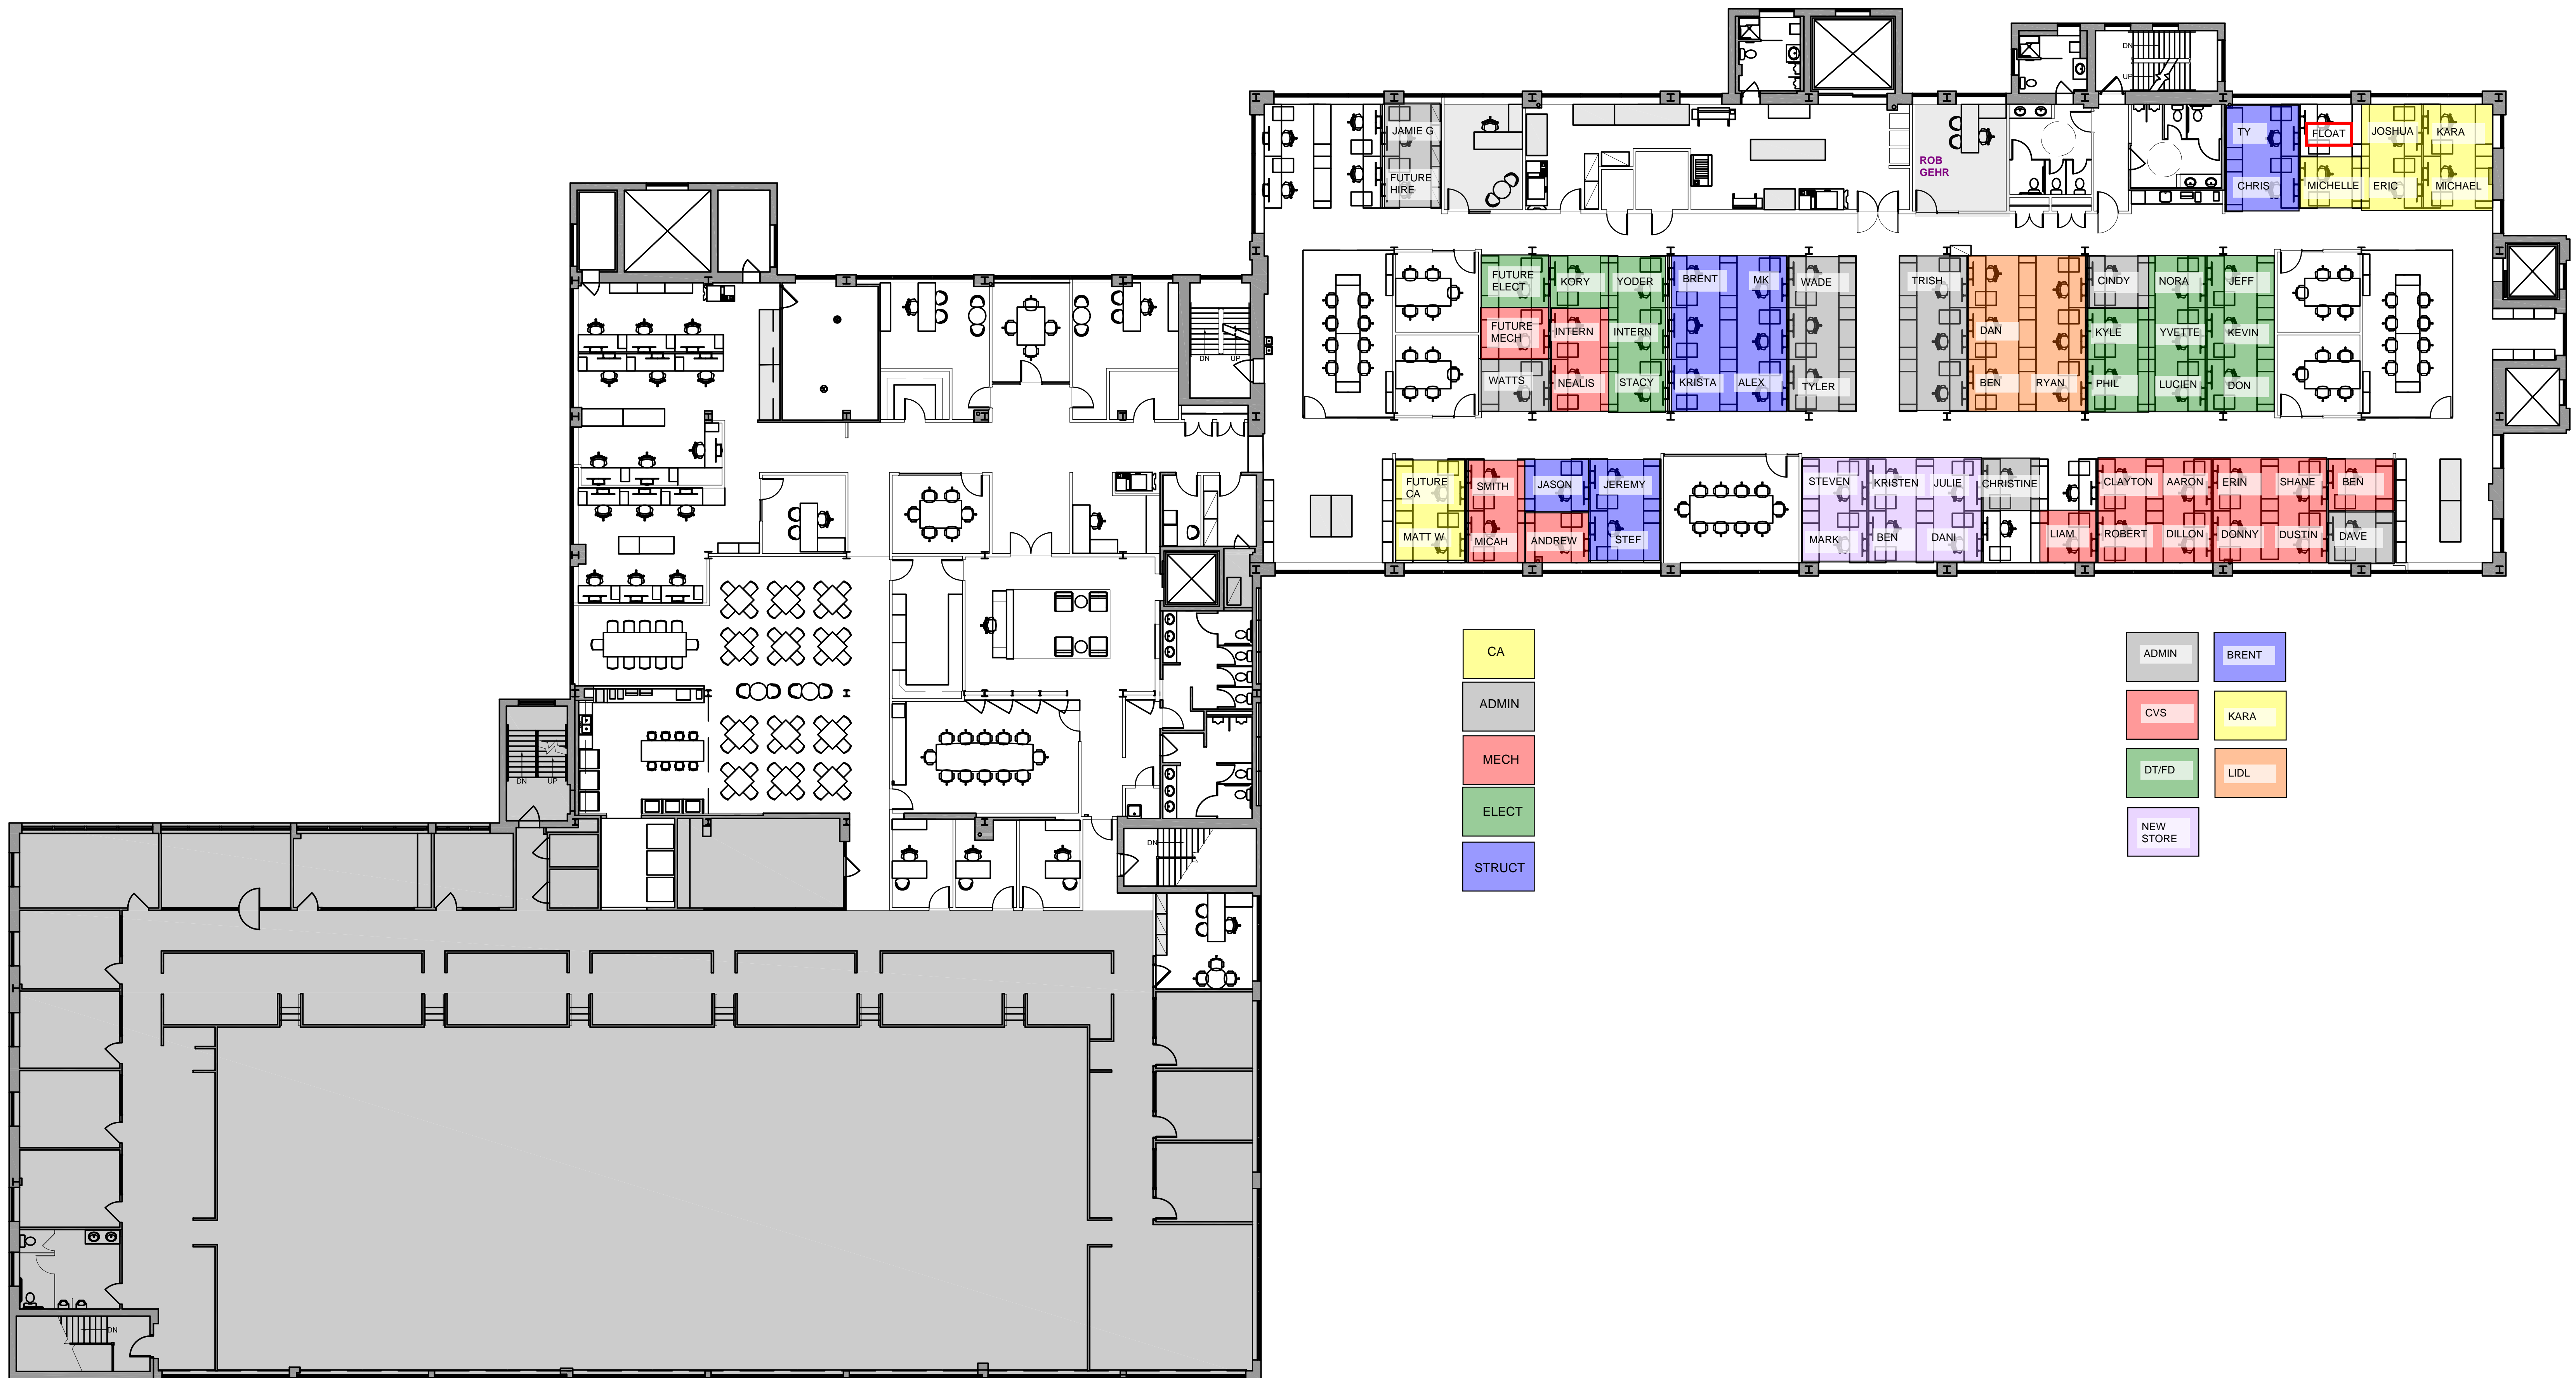 DN
UP
JAMIE G
FUTURE
HIRE
ROB
GEHR
TY
FLOAT
JOSHUA
KARA
CHRIS
MICHELLE
ERIC
MICHAEL
FUTURE
ELECT
KORY
YODER
BRENT
MK
WADE
TRISH
CINDY
NORA
JEFF
FUTURE
MECH
INTERN
INTERN
DAN
KYLE
YVETTE
KEVIN
WATTS
NEALIS
STACY
KRISTA
ALEX
TYLER
BEN
RYAN
PHIL
LUCIEN
DON
DN
UP
FUTURE
CA
SMITH
JASON
JEREMY
STEVEN
KRISTEN
JULIE
CHRISTINE
CLAYTON
AARON
ERIN
SHANE
BEN
MATT W
MICAH
ANDREW
STEF
MARK
BEN
DANI
LIAM
ROBERT
DILLON
DONNY
DUSTIN
DAVE
CA
ADMIN
MECH
ELECT
STRUCT
ADMIN
BRENT
CVS
KARA
DT/FD
LIDL
NEW
STORE
DN
UP
DN
DN